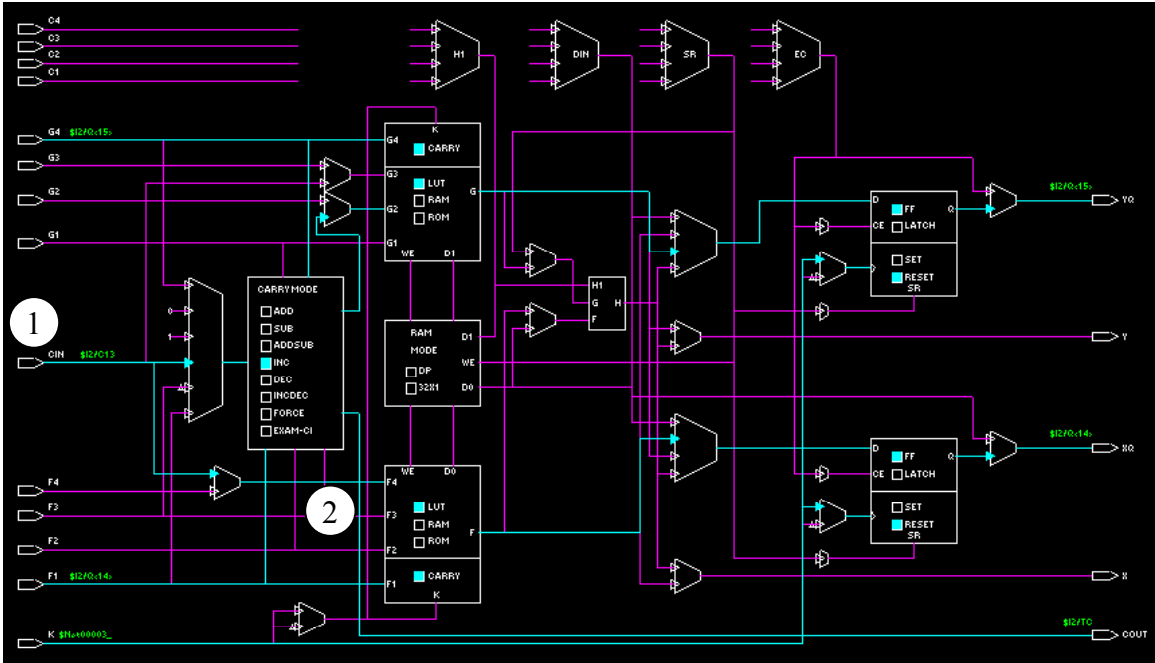 C4
C3
C2
C1
H1
DIN
SR
EC
G4 $I2/Q<15>
G3
G2
G1
K
CARRY
G4
LUT
RAM
ROM
G3
G2
G1
G
WE D1
D
FF
LATCH
CE
Q
SET
RESET
SR
$I2/Q<15>
YQ
1
0
1
CIN $I2/C13
CARRY MODE
ADD
SUB
ADDSUB
INC
DEC
INCDEC
FORCE
EXAM-CI
RAM
MODE
DP
32X1
D1
WE
D0
H1
G
F
H
Y
2
F4
F3
F2
F1 $I2/Q<14>
WE D0
F4
LUT
RAM
ROM
F3
F2
F1
F
CARRY
K
D
FF
LATCH
CE
Q
SET
RESET
SR
$I2/Q<14>
XQ
X
K $Net00003_
$I2/TC
COUT